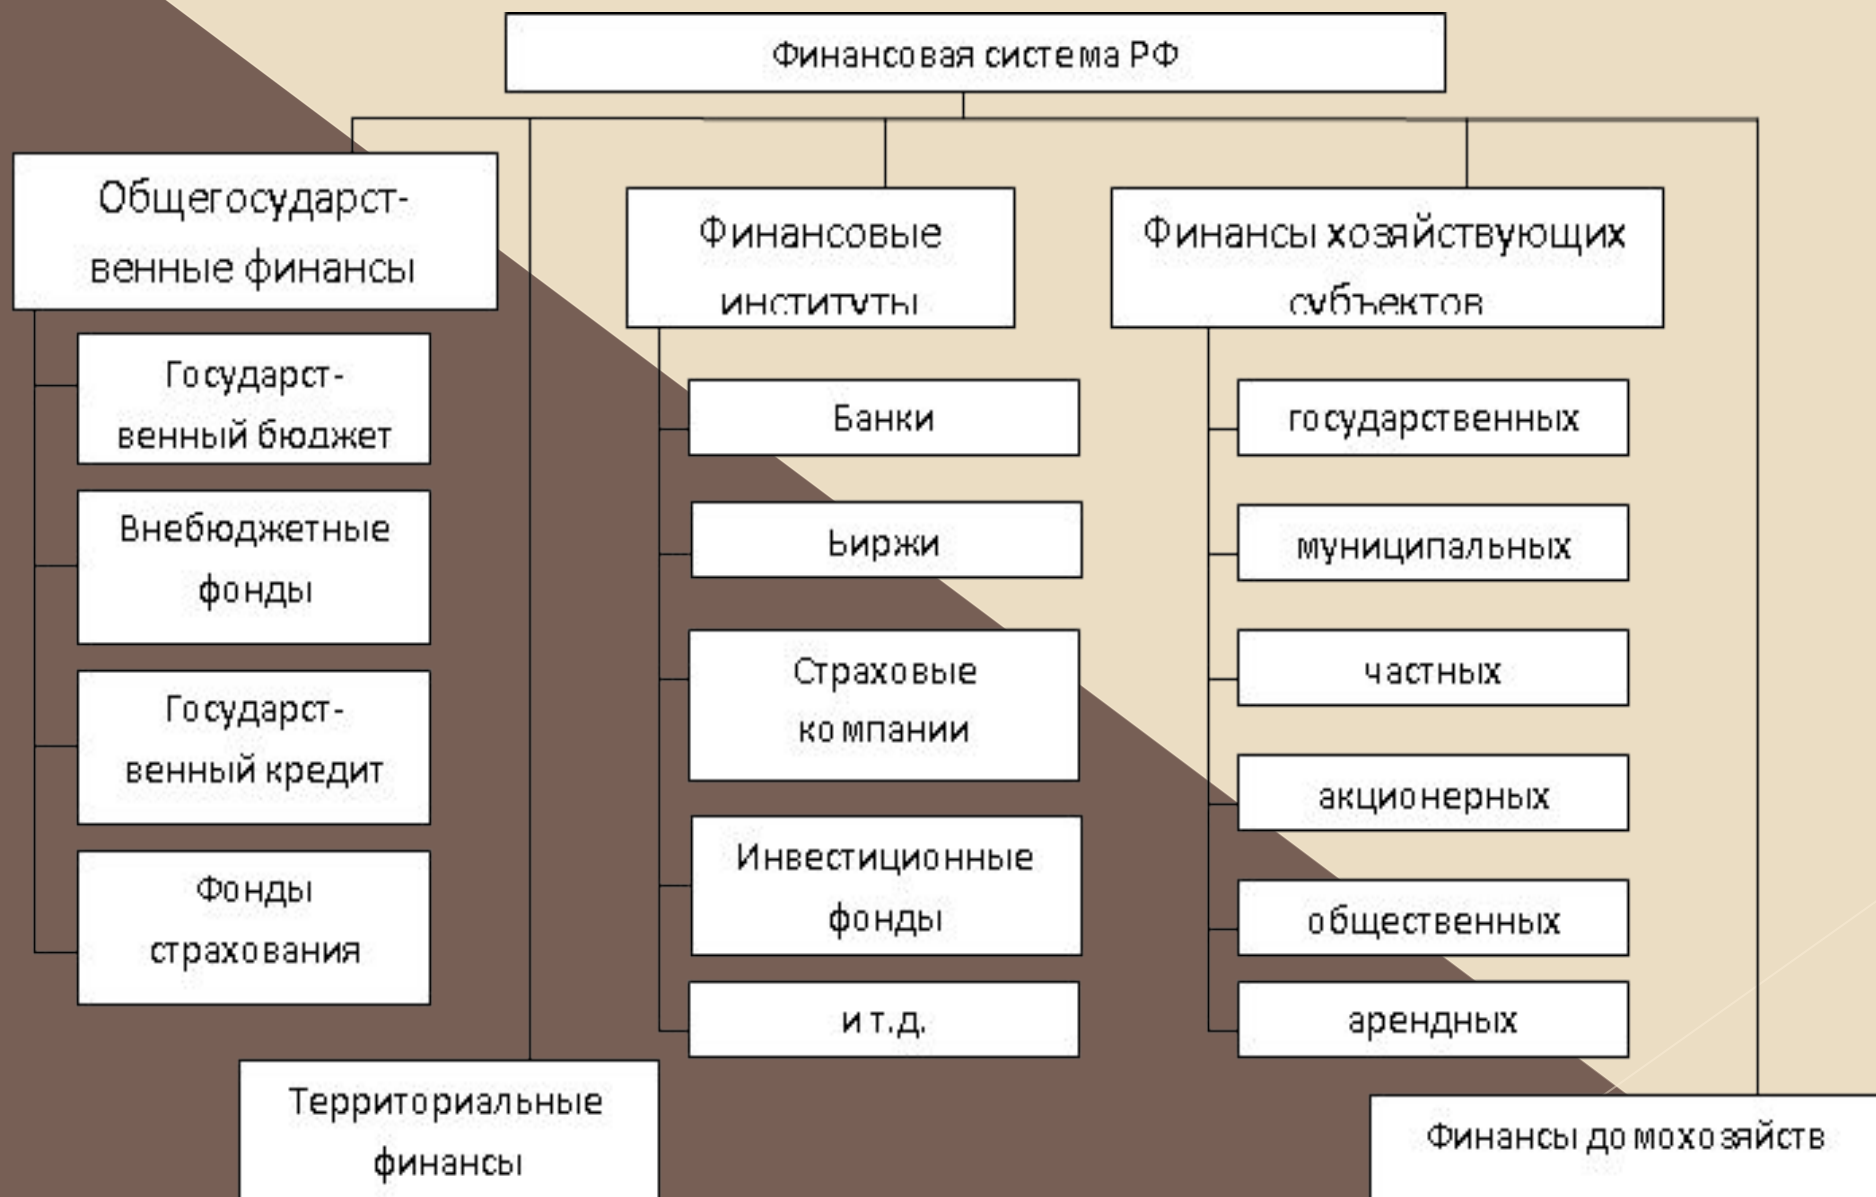 Финансовая система РФ
Общегосударст-
венные финансы
Государст-
венный бюджет
Внебюджетные
фонды
Государст-
венный кредит
Фонды
страхования
Территориальные
финансы
Финансовые
институты
Банки
Биржи
Страховые
компании
Инвестиционные
фонды
и т.д.
Финансы хозяйствующих
субъектов
государственных
муниципальных
частных
акционерных
общественных
арендных
Финансы домохозяйств